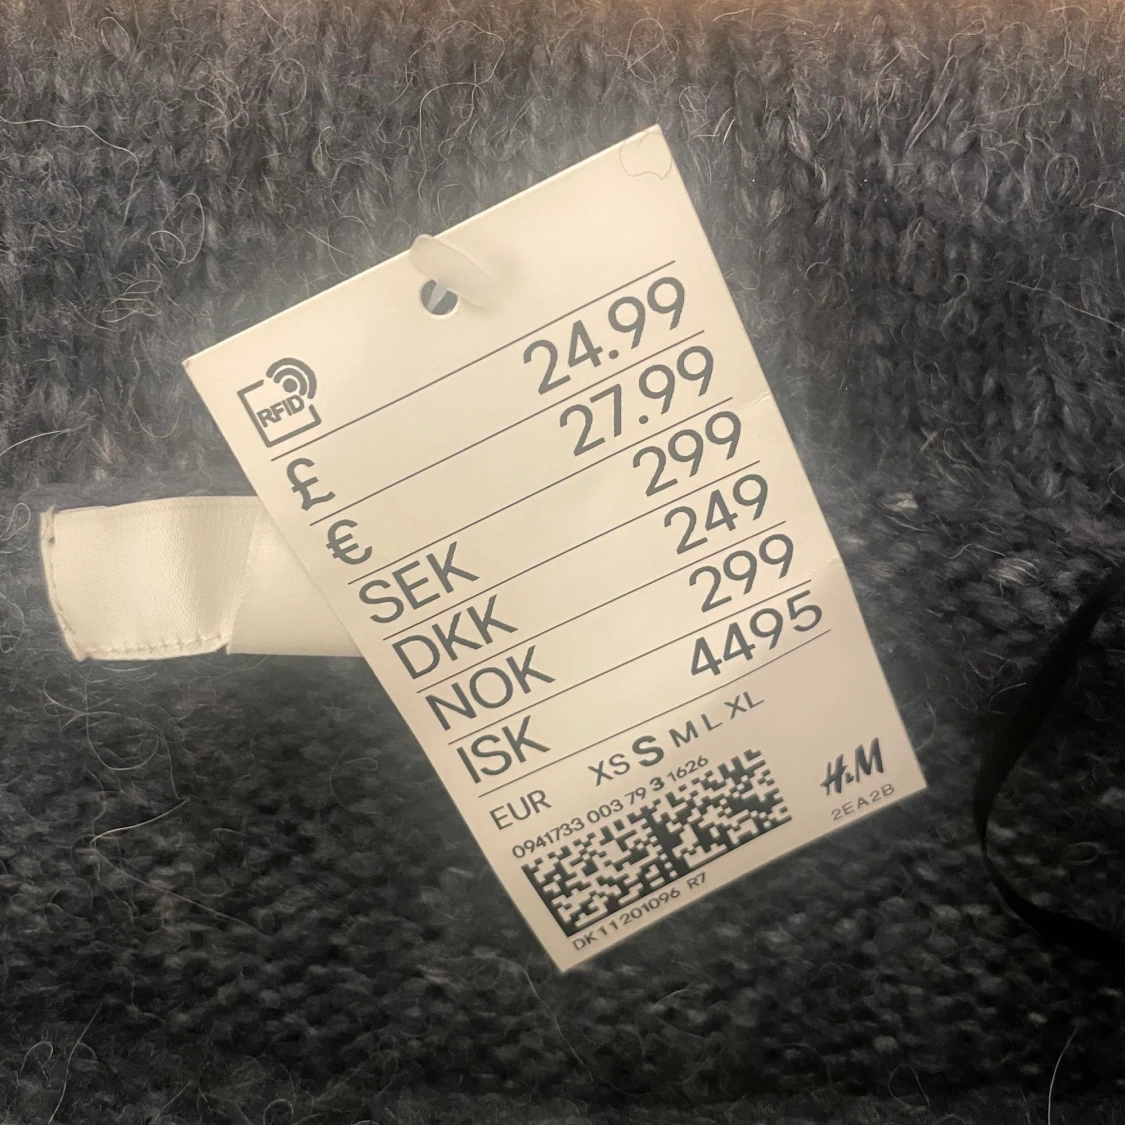 RFID
£ 24.99
€ 27.99
SEK 299
DKK 249
NOK 299
ISK 4495
EUR XS S M L XL
0941733 003 79 3 1626
H&M
2EA2B
DK11201096 R7